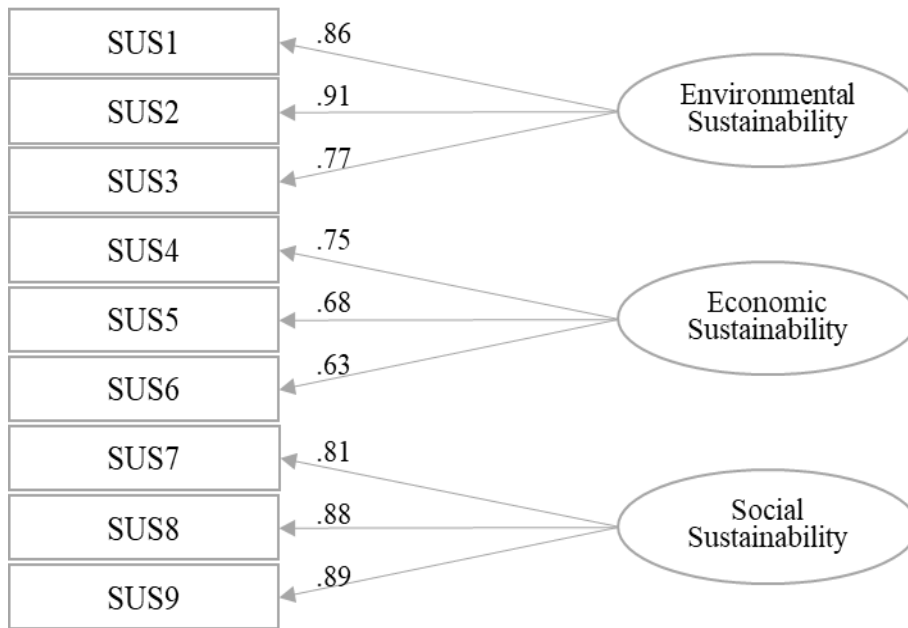 SUS1
.86
SUS2
.91
SUS3
.77
Environmental
Sustainability
SUS4
.75
SUS5
.68
SUS6
.63
Economic
Sustainability
SUS7
.81
SUS8
.88
SUS9
.89
Social
Sustainability